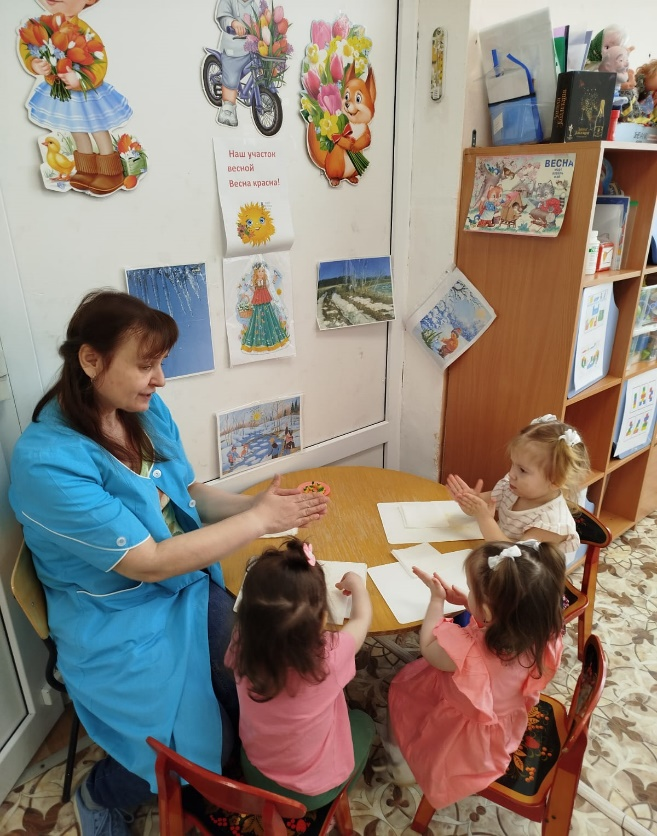 Наш участок
весной
Весна красна!
ВЕСНА